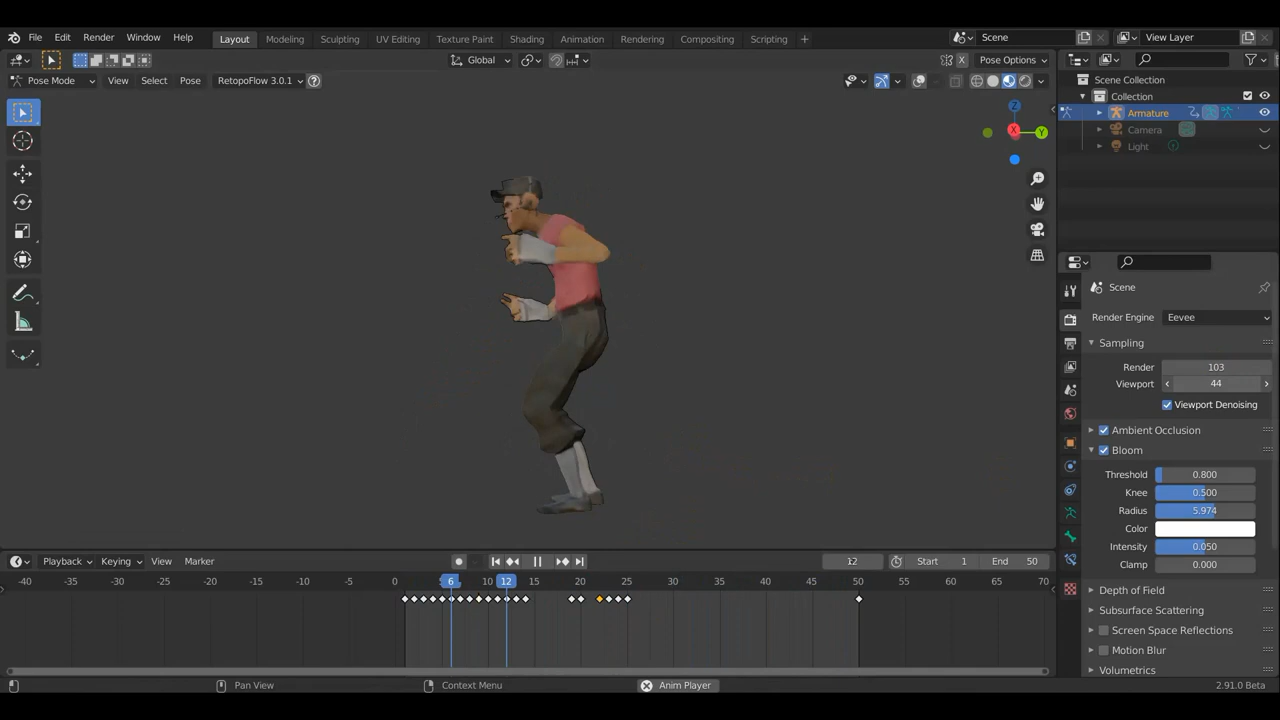 File Edit Render Window Help Layout Modeling Sculpting UV Editing Texture Paint Shading Animation Rendering Compositing Scripting + Scene View Layer
Global Pose Options
Pose Mode View Select Pose RetopoFlow 3.0.1
Scene Collection
Collection
Armature
Camera
Light
Z
X
Y
Scene
Render Engine Eevee
Sampling
Render 103
Viewport 44
Viewport Denoising
Ambient Occlusion
Bloom
Threshold 0.800
Knee 0.500
Radius 5.974
Color
Intensity 0.050
Clamp 0.000
Depth of Field
Subsurface Scattering
Screen Space Reflections
Motion Blur
Volumetrics
Playback Keying View Marker 12 Start 1 End 50
-40 -35 -30 -25 -20 -15 -10 -5 0 6 10 12 15 20 25 30 35 40 45 50 55 60 65 70
Pan View Context Menu Anim Player 2.91.0 Beta